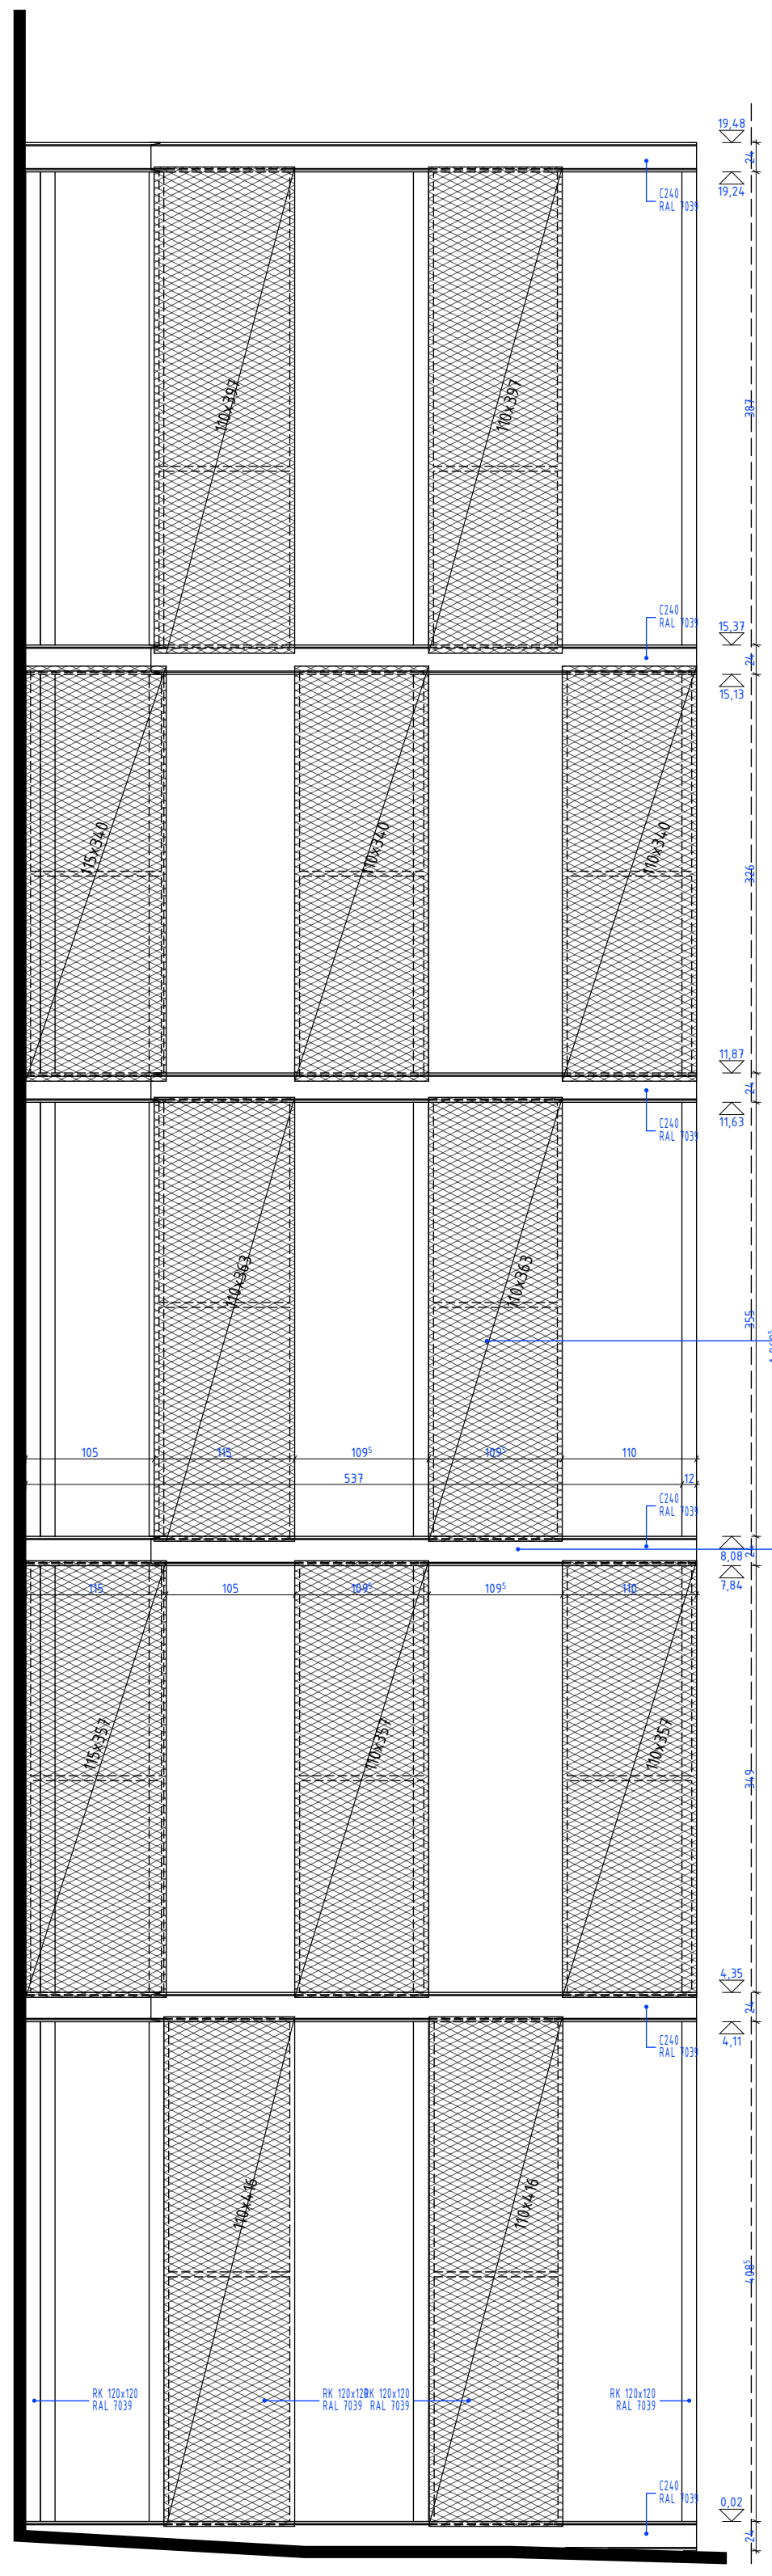 19,48
24
19,24
C240
RAL 7039
110x397
110x397
387
C240
RAL 7039
15,37
24
15,13
115x340
110x340
110x340
326
11,87
24
11,63
C240
RAL 7039
110x363
110x363
355
105
115
109⁵
109⁵
110
537
12
C240
RAL 7039
8,08
7,84
115
105
109⁵
109⁵
110
115x357
110x357
110x357
349
4,35
24
4,11
C240
RAL 7039
110x416
110x416
408⁵
RK 120x120
RAL 7039
RK 120x120
RAL 7039
RK 120x120
RAL 7039
RK 120x120
RAL 7039
C240
RAL 7039
0,02
24